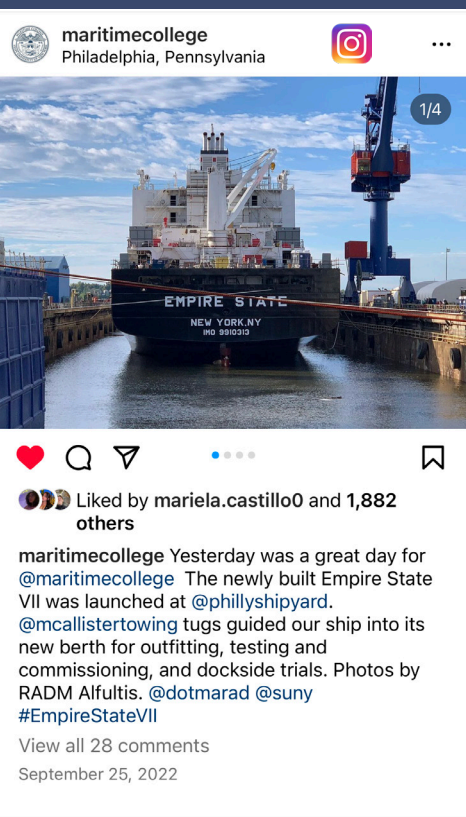 maritimecollege
Philadelphia, Pennsylvania
1/4
EMPIRE STATE
NEW YORK,NY
IMO 9910313
Liked by mariela.castillo0 and 1,882
others
maritimecollege Yesterday was a great day for
@maritimecollege The newly built Empire State
VII was launched at @phillyshipyard.
@mcallistertowing tugs guided our ship into its
new berth for outfitting, testing and
commissioning, and dockside trials. Photos by
RADM Alfultis. @dotmarad @suny
#EmpireStateVII
View all 28 comments
September 25, 2022